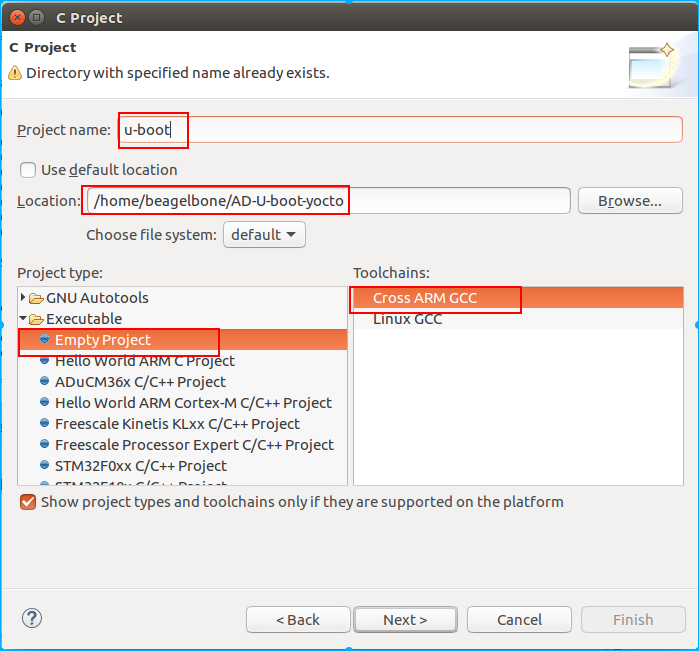 C Project
C Project
Directory with specified name already exists.
Project name: u-boot
Use default location
Location: /home/beagelbone/AD-U-boot-yocto Browse...
Choose file system: default
Project type: Toolchains:
GNU Autotools Cross ARM GCC
Executable Linux GCC
Empty Project
Hello World ARM C Project
ADuCM36x C/C++ Project
Hello World ARM Cortex-M C/C++ Project
Freescale Kinetis KLxx C/C++ Project
Freescale Processor Expert C/C++ Project
STM32F0xx C/C++ Project
STM32F10x C/C++ Project
Show project types and toolchains only if they are supported on the platform
? < Back Next > Cancel Finish